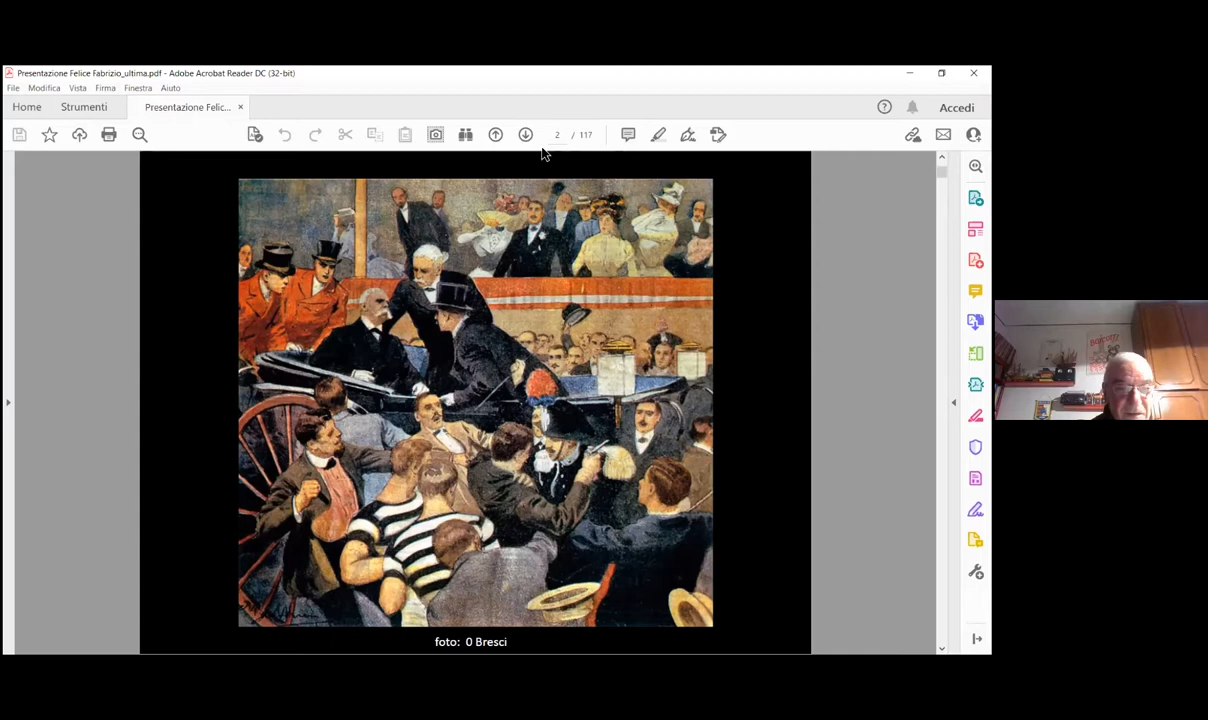 Presentazione Felice Fabrizio_ultima.pdf - Adobe Acrobat Reader DC (32-bit)
File Modifica Vista Firma Finestra Aiuto
Home Strumenti Presentazione Felic... × Accedi
2 / 117
foto: 0 Bresci